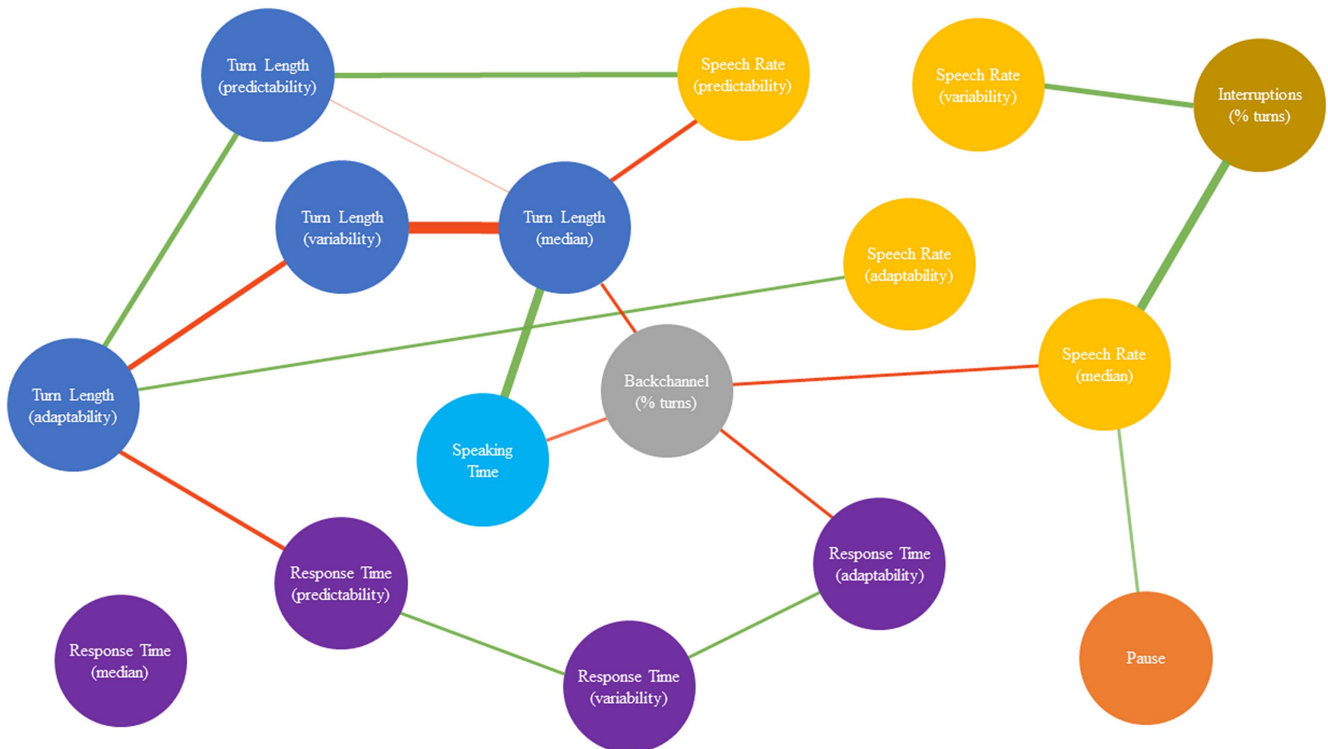 Turn Length
(predictability)
Speech Rate
(predictability)
Speech Rate
(variability)
Interruptions
(% turns)
Turn Length
(variability)
Turn Length
(median)
Speech Rate
(adaptability)
Turn Length
(adaptability)
Backchannel
(% turns)
Speech Rate
(median)
Speaking
Time
Response Time
(predictability)
Response Time
(adaptability)
Response Time
(median)
Response Time
(variability)
Pause